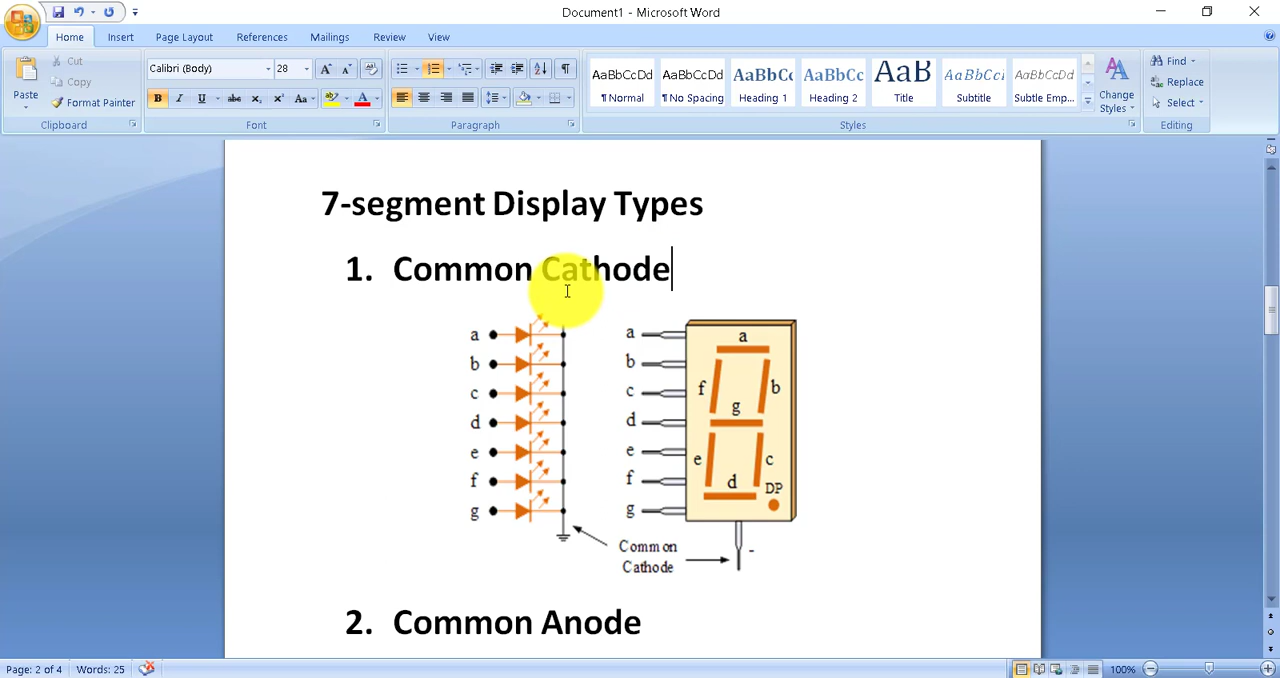 Document1 - Microsoft Word
Home Insert Page Layout References Mailings Review View
Paste
Cut
Copy
Format Painter
Clipboard
Calibri (Body) 28
Font
Paragraph
AaBbCcDd AaBbCcDd AaBbCc AaBbCc AaB AaBbCcI AaBbCcDd
¶ Normal ¶ No Spacing Heading 1 Heading 2 Title Subtitle Subtle Emp...
Change
Styles
Styles
Find
Replace
Select
Editing
7-segment Display Types
1. Common Cathode
a
b
c
d
e
f
g
a
b
c
d
e
f
g
a
f b
g
e c
d DP
Common
Cathode
-
2. Common Anode
Page: 2 of 4 Words: 25 100%